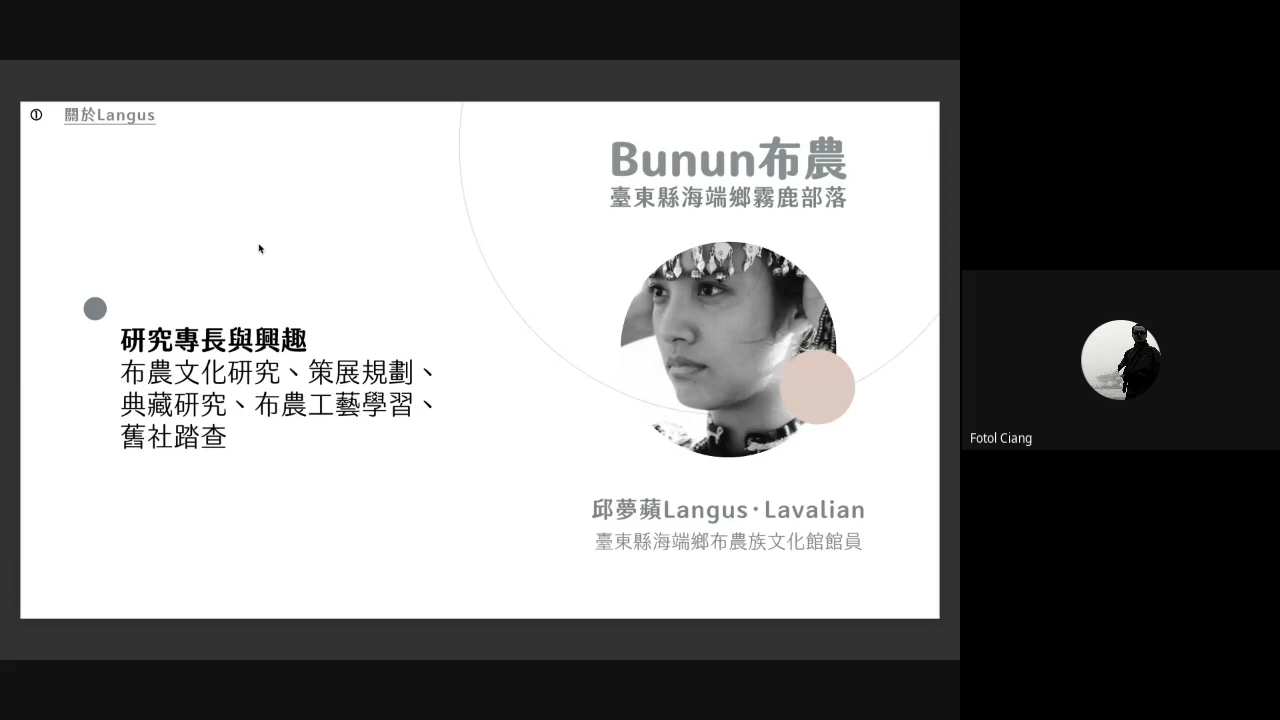 ① 關於Langus
Bunun布農
臺東縣海端鄉霧鹿部落
研究專長與興趣
布農文化研究、策展規劃、
典藏研究、布農工藝學習、
舊社踏查
邱夢蘋Langus·Lavalian
臺東縣海端鄉布農族文化館館員
Fotol Ciang